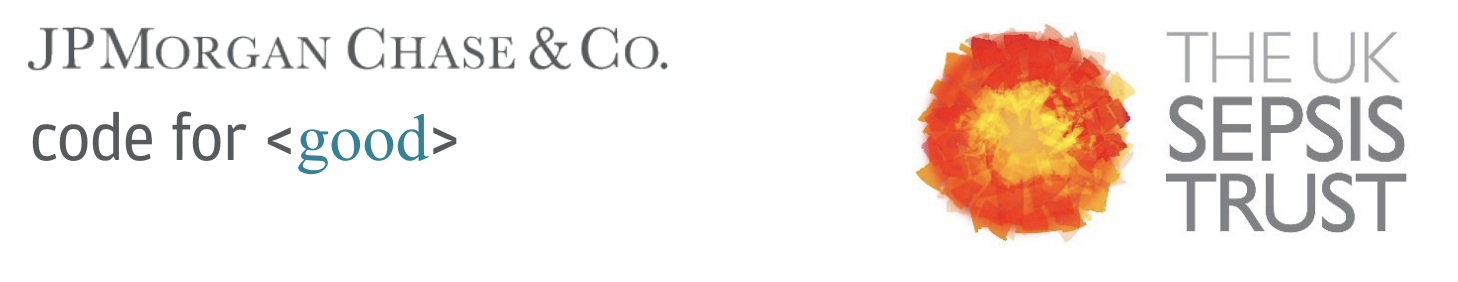 JPMORGAN CHASE & CO.
code for <good>
THE UK
SEPSIS
TRUST